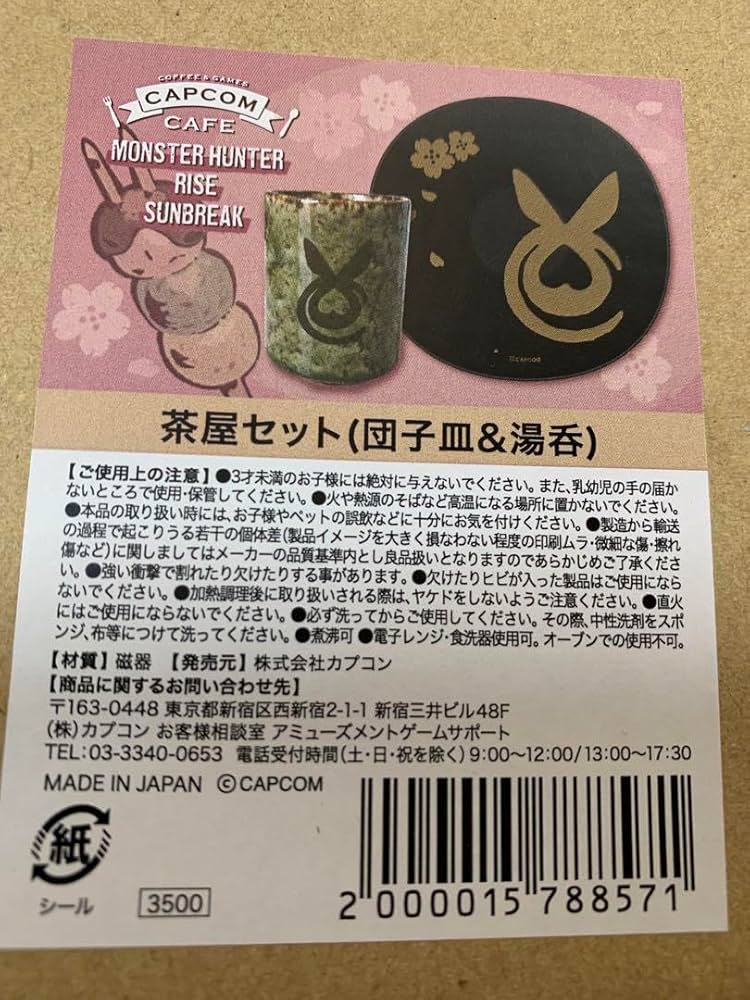 COFFEE & GAMES
CAPCOM
CAFE
MONSTER HUNTER
RISE
SUNBREAK
茶屋セット(団子皿&湯呑)
【ご使用上の注意】●3才未満のお子様には絶対に与えないでください。また、乳幼児の手の届か
ないところで使用・保管してください。●火や熱源のそばなど高温になる場所に置かないでください。
●本品の取り扱い時には、お子様やペットの誤飲などに十分にお気を付けください。●製造から輸送
の過程で起こりうる若干の個体差(製品イメージを大きく損なわない程度の印刷ムラ・微細な傷・擦れ
傷など)に関しましてはメーカーの品質基準内とし良品扱いとなりますのであらかじめご了承くださ
い。●強い衝撃で割れたり欠けたりする事があります。●欠けたりヒビが入った製品はご使用になら
ないでください。●加熱調理後に取り扱いされる際は、ヤケドをしないようご注意ください。●直火
にはご使用にならないでください。●必ず洗ってからご使用してください。その際、中性洗剤をスポ
ンジ、布等につけて洗ってください。●煮沸可 ●電子レンジ・食洗器使用可。オーブンでの使用不可。
【材質】磁器 【発売元】株式会社カプコン
【商品に関するお問い合わせ先】
〒163-0448 東京都新宿区西新宿2-1-1 新宿三井ビル48F
(株)カプコン お客様相談室 アミューズメントゲームサポート
TEL:03-3340-0653 電話受付時間(土・日・祝を除く)9:00〜12:00/13:00〜17:30
MADE IN JAPAN ©CAPCOM
紙
シール
3500
2 000015 788571